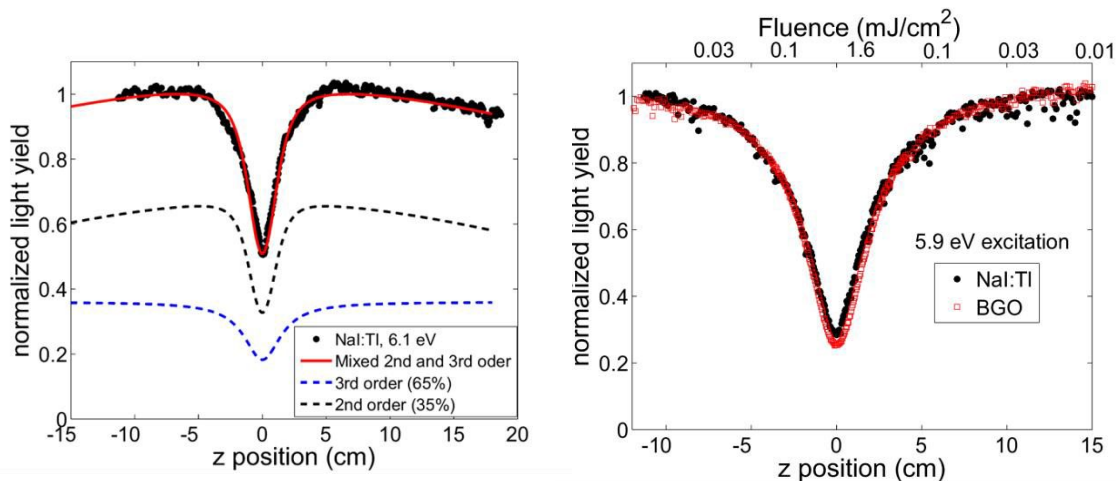 normalized light yield
1
0.8
0.6
0.4
0.2
0
-15 -10 -5 0 5 10 15 20
z position (cm)
NaI:Tl, 6.1 eV
Mixed 2nd and 3rd oder
3rd order (65%)
2nd order (35%)
Fluence (mJ/cm²)
0.03 0.1 1.6 0.1 0.03 0.01
normalized light yield
1
0.8
0.6
0.4
0.2
0
-10 -5 0 5 10 15
z position (cm)
5.9 eV excitation
NaI:Tl
BGO